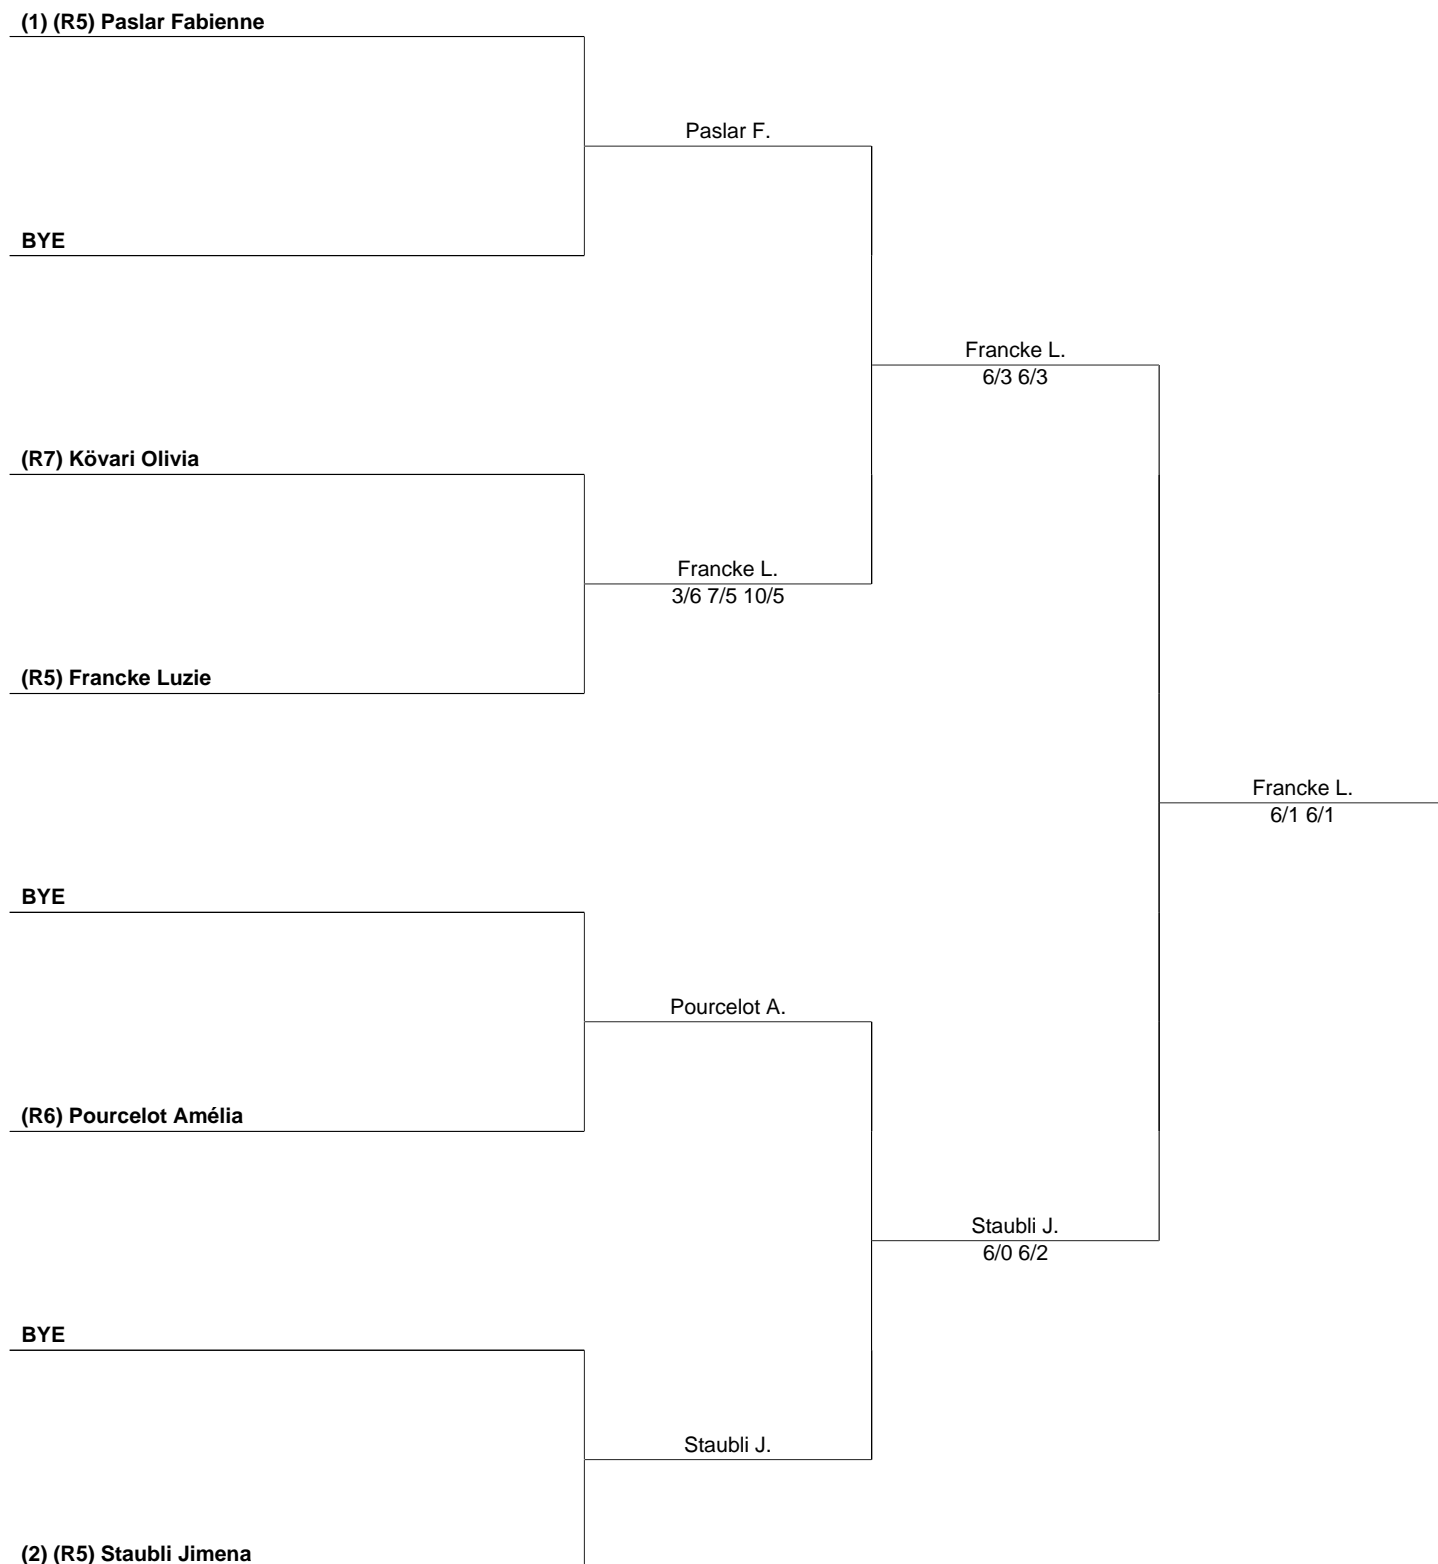 (1) (R5) Paslar Fabienne
Paslar F.
BYE
Francke L.
6/3 6/3
(R7) Kövari Olivia
Francke L.
3/6 7/5 10/5
(R5) Francke Luzie
Francke L.
6/1 6/1
BYE
Pourcelot A.
(R6) Pourcelot Amélia
Staubli J.
6/0 6/2
BYE
Staubli J.
(2) (R5) Staubli Jimena